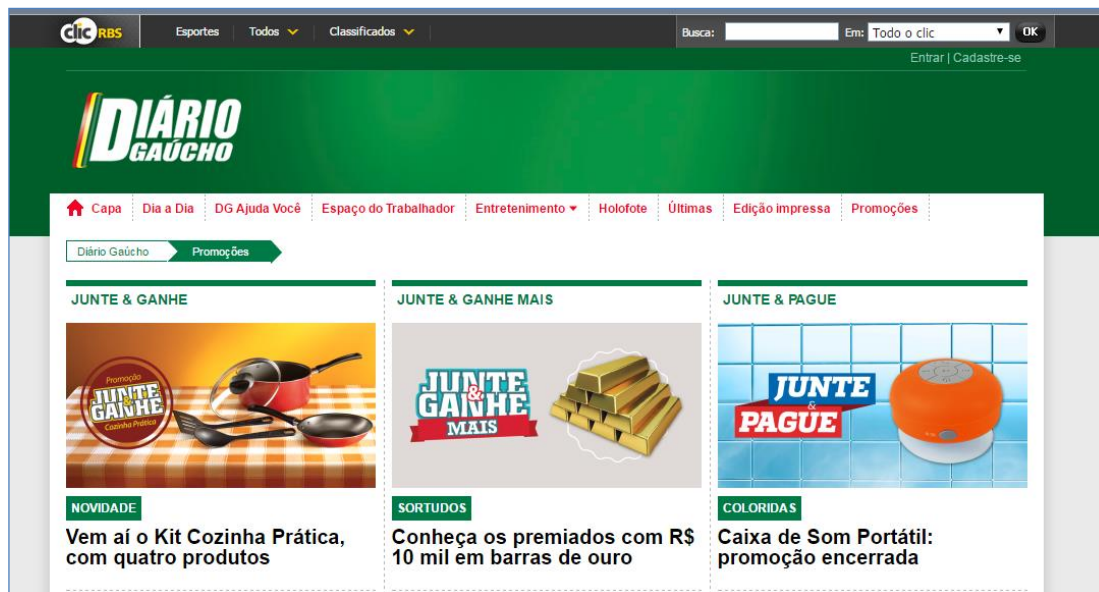 clic RBS Esportes Todos Classificados Busca: Em: Todo o clic OK
Entrar | Cadastre-se
DIÁRIO
GAÚCHO
Capa Dia a Dia DG Ajuda Você Espaço do Trabalhador Entretenimento Holofote Últimas Edição impressa Promoções
Diário Gaúcho Promoções
JUNTE & GANHE
Promoção
JUNTE
&
GANHE
Cozinha Prática
NOVIDADE
Vem aí o Kit Cozinha Prática,
com quatro produtos
JUNTE & GANHE MAIS
JUNTE
&
GANHE
MAIS
SORTUDOS
Conheça os premiados com R$
10 mil em barras de ouro
JUNTE & PAGUE
JUNTE
&
PAGUE
COLORIDAS
Caixa de Som Portátil:
promoção encerrada